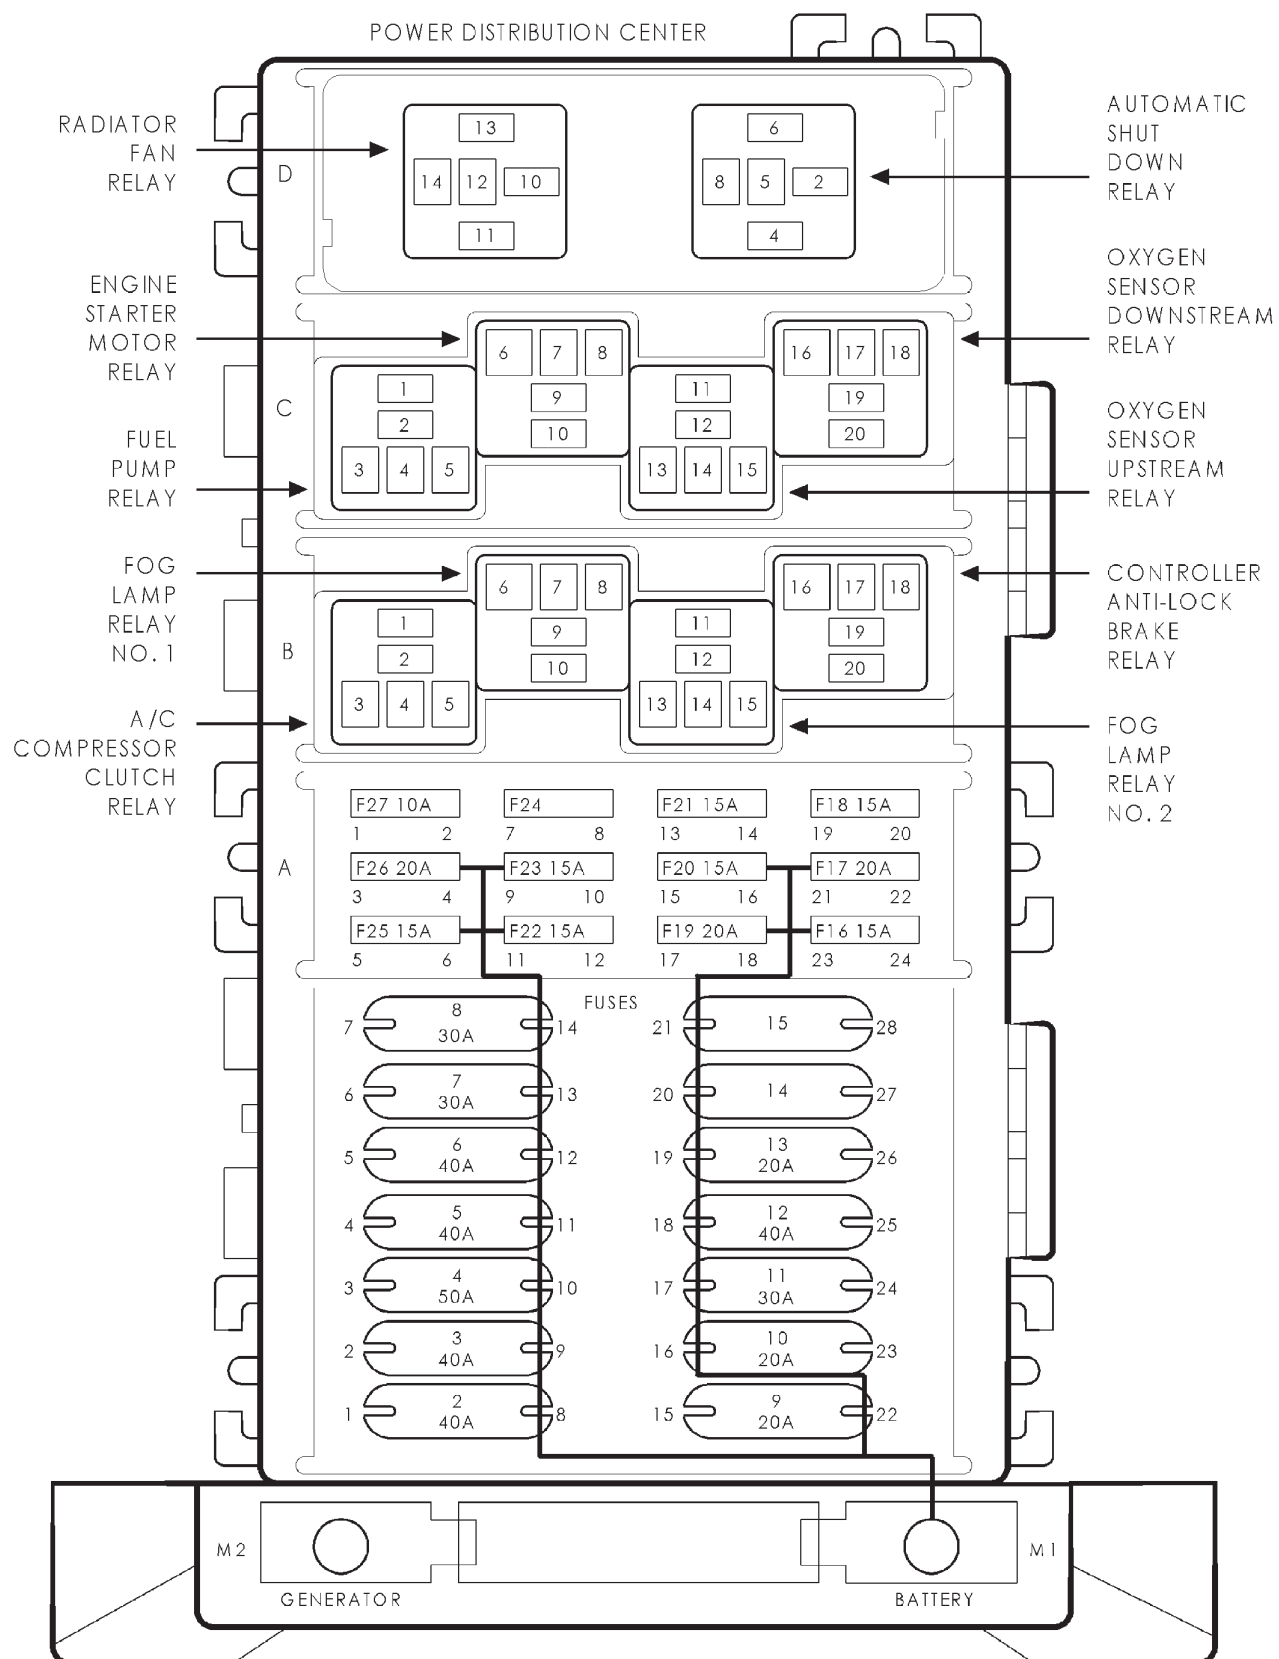 POWER DISTRIBUTION CENTER
RADIATOR
FAN
RELAY
AUTOMATIC
SHUT
DOWN
RELAY
D
13
14 12 10
11
6
8 5 2
4
ENGINE
STARTER
MOTOR
RELAY
OXYGEN
SENSOR
DOWNSTREAM
RELAY
C
6 7 8
9
10
16 17 18
19
20
1
2
3 4 5
11
12
13 14 15
FUEL
PUMP
RELAY
OXYGEN
SENSOR
UPSTREAM
RELAY
FOG
LAMP
RELAY
NO. 1
CONTROLLER
ANTI-LOCK
BRAKE
RELAY
B
6 7 8
9
10
16 17 18
19
20
1
2
3 4 5
11
12
13 14 15
A/C
COMPRESSOR
CLUTCH
RELAY
FOG
LAMP
RELAY
NO. 2
A
F27 10A F24 F21 15A F18 15A
1 2 7 8 13 14 19 20
F26 20A F23 15A F20 15A F17 20A
3 4 9 10 15 16 21 22
F25 15A F22 15A F19 20A F16 15A
5 6 11 12 17 18 23 24
FUSES
7 8 30A 14 21 15 28
6 7 30A 13 20 14 27
5 6 40A 12 19 13 20A 26
4 5 40A 11 18 12 40A 25
3 4 50A 10 17 11 30A 24
2 3 40A 9 16 10 20A 23
1 2 40A 8 15 9 20A 22
M2 M1
GENERATOR BATTERY